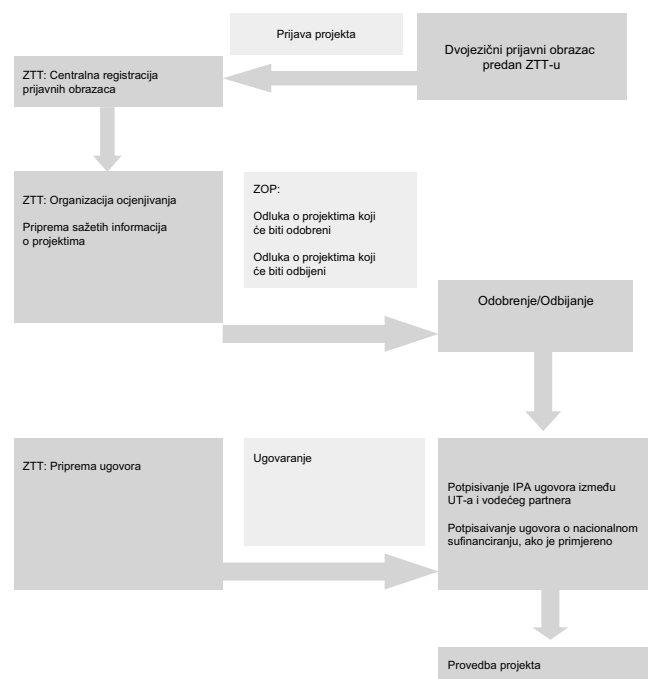 Prijava projekta
Dvojezični prijavni obrazac
predan ZTT-u
ZTT: Centralna registracija
prijavnih obrazaca
ZTT: Organizacija ocjenjivanja
Priprema sažetih informacija
o projektima
ZOP:
Odluka o projektima koji
će biti odobreni
Odluka o projektima koji
će biti odbijeni
Odobrenje/Odbijanje
ZTT: Priprema ugovora
Ugovaranje
Potpisivanje IPA ugovora između
UT-a i vodećeg partnera
Potpisaivanje ugovora o nacionalnom
sufinanciranju, ako je primjereno
Provedba projekta